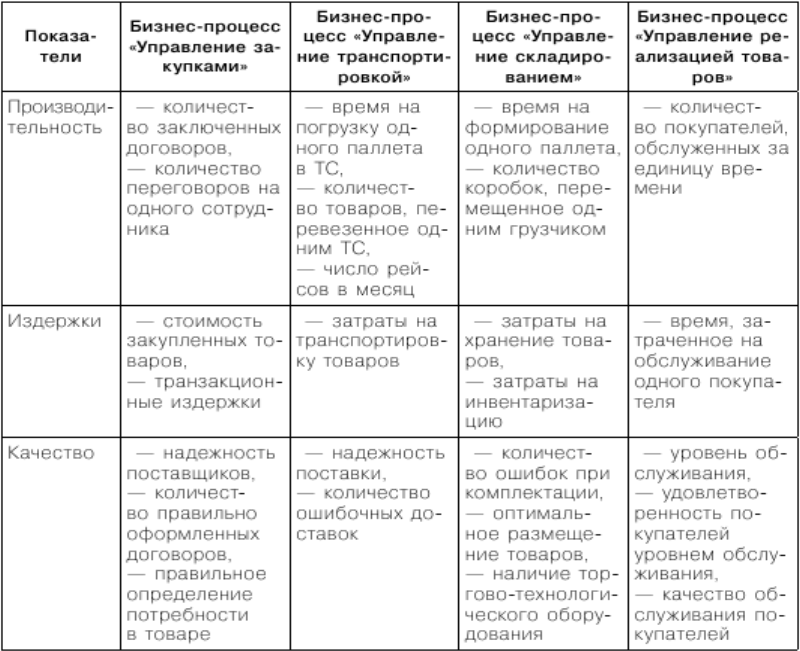 Показа-
тели
Бизнес-процесс
«Управление за-
купками»
Бизнес-про-
цесс «Управле-
ние транспорти-
ровкой»
Бизнес-про-
цесс «Управле-
ние складиро-
ванием»
Бизнес-процесс
«Управление ре-
ализацией това-
ров»
Производи-
тельность
— количест-
во заключенных
договоров,
— количество
переговоров на
одного сотруд-
ника
— время на
погрузку од-
ного паллета
в ТС,
— количест-
во товаров, пе-
ревезенное од-
ним ТС,
— число рей-
сов в месяц
— время на
формирование
одного паллета,
— количество
коробок, пере-
мещенное од-
ним грузчиком
— количест-
во покупателей,
обслуженных за
единицу вре-
мени
Издержки
— стоимость
закупленных то-
варов,
— транзакцион-
ные издержки
— затраты на
транспортиров-
ку товаров
— затраты на
хранение това-
ров,
— затраты на
инвентариза-
цию
— время, за-
траченное на
обслуживание
одного покупа-
теля
Качество
— надежность
поставщиков,
— количест-
во правильно
оформленных
договоров,
— правильное
определение
потребности
в товаре
— надежность
поставки,
— количество
ошибочных до-
ставок
— количест-
во ошибок при
комплектации,
— оптималь-
ное размеще-
ние товаров,
— наличие тор-
гово-технологи-
ческого обору-
дования
— уровень об-
служивания,
— удовлетво-
ренность по-
купателей
уровнем обслу-
живания,
— качество об-
служивания по-
купателей